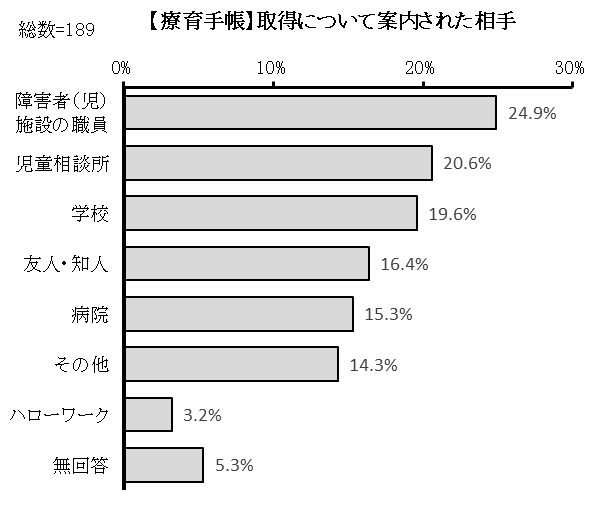 総数=189
【療育手帳】取得について案内された相手
0%
10%
20%
30%
障害者（児）
施設の職員
24.9%
児童相談所
20.6%
学校
19.6%
友人・知人
16.4%
病院
15.3%
その他
14.3%
ハローワーク
3.2%
無回答
5.3%